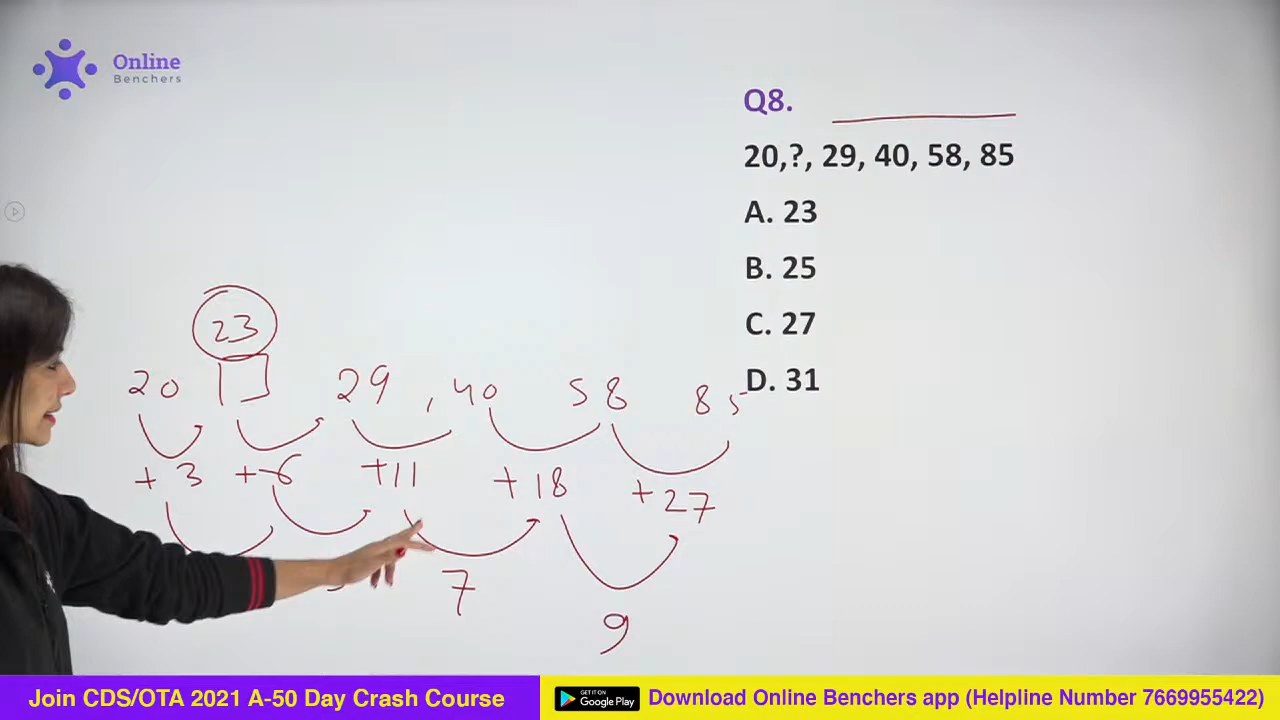 Online
Benchers
Q8.
20,?, 29, 40, 58, 85
A. 23
B. 25
C. 27
D. 31
23
20 29 , 40 58 85
+3 +6 +11 +18 +27
7
9
Join CDS/OTA 2021 A-50 Day Crash Course
GET IT ON
Google Play
Download Online Benchers app (Helpline Number 7669955422)